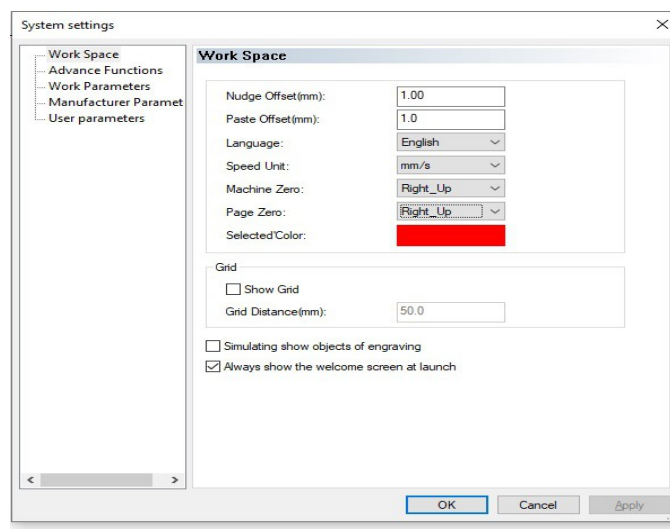 System settings
Work Space
Advance Functions
Work Parameters
Manufacturer Paramet
User parameters
Work Space
Nudge Offset(mm): 1.00
Paste Offset(mm): 1.0
Language: English
Speed Unit: mm/s
Machine Zero: Right_Up
Page Zero: Right_Up
Selected'Color:
Grid
Show Grid
Grid Distance(mm): 50.0
Simulating show objects of engraving
Always show the welcome screen at launch
OK Cancel Apply